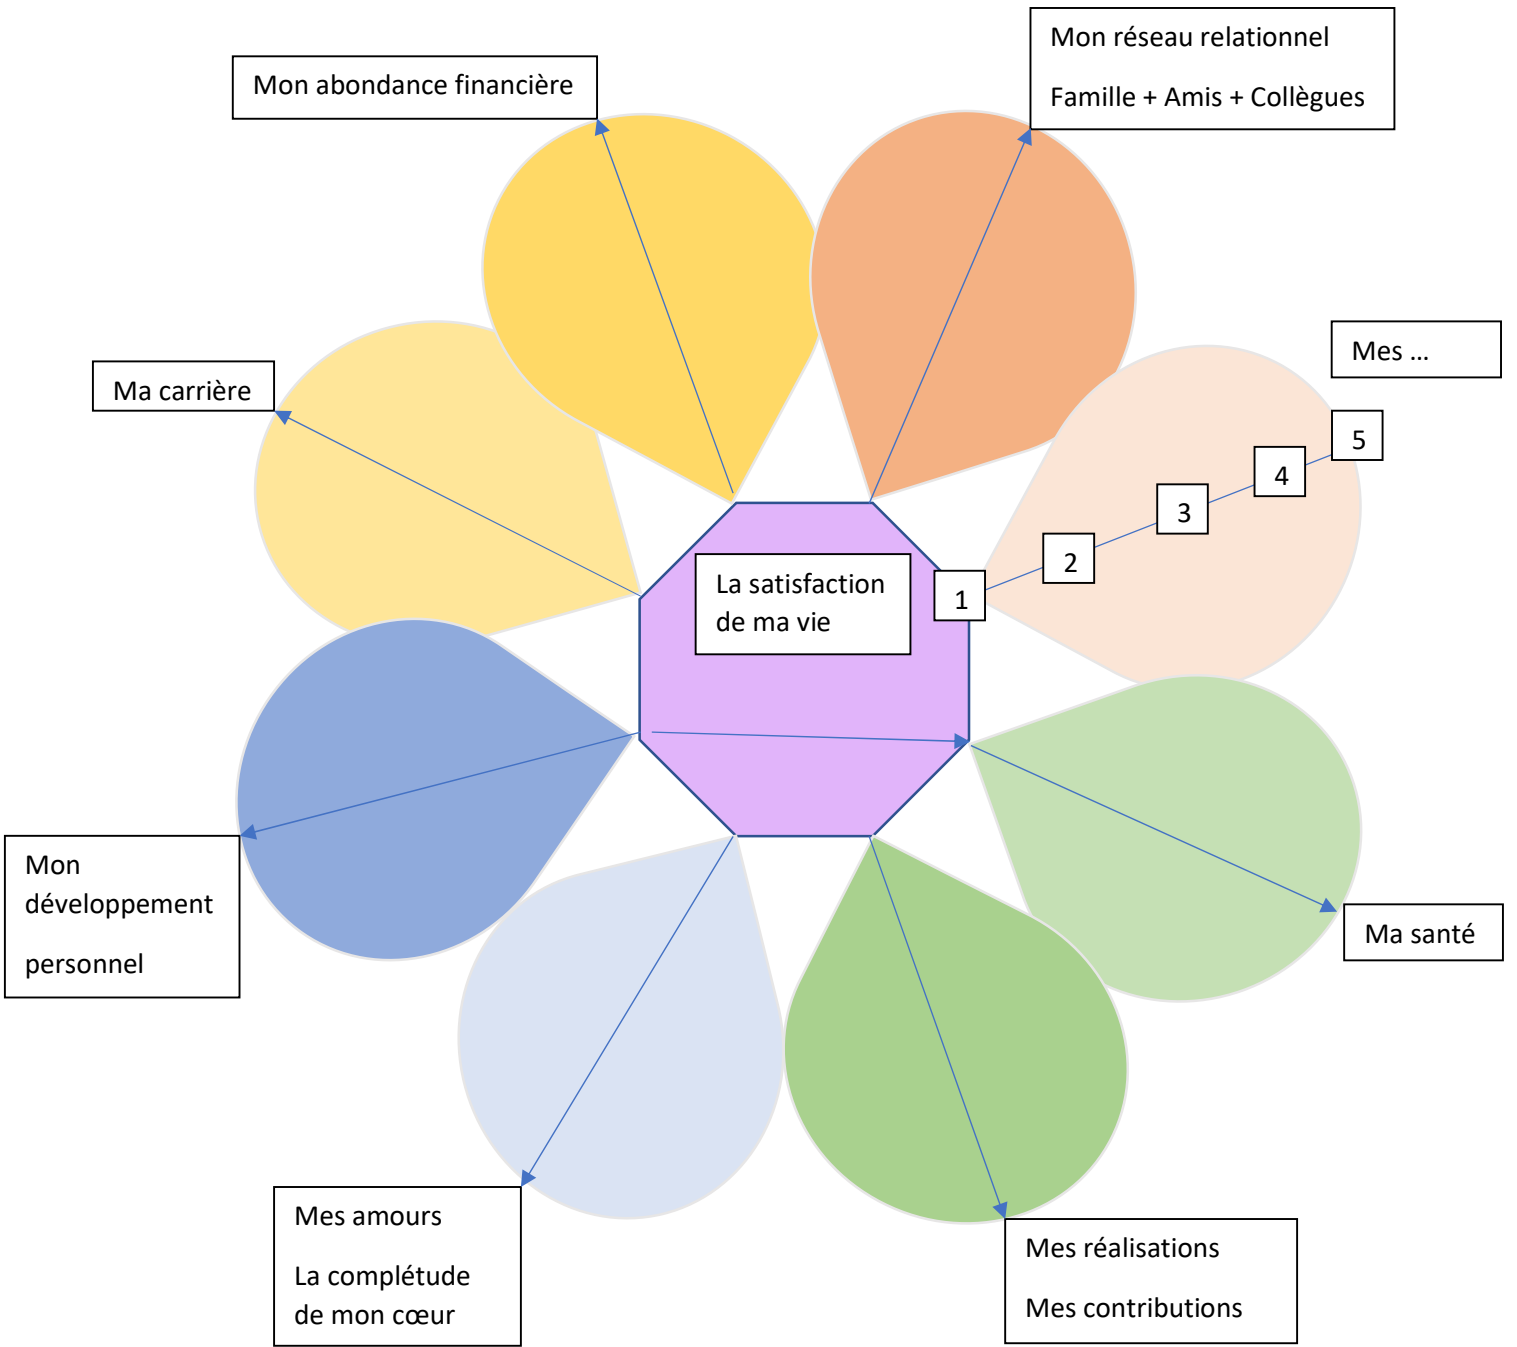 Mon réseau relationnel
Famille + Amis + Collègues
Mon abondance financière
Mes ...
Ma carrière
5
4
3
2
1
La satisfaction
de ma vie
Mon
développement
personnel
Ma santé
Mes amours
La complétude
de mon cœur
Mes réalisations
Mes contributions